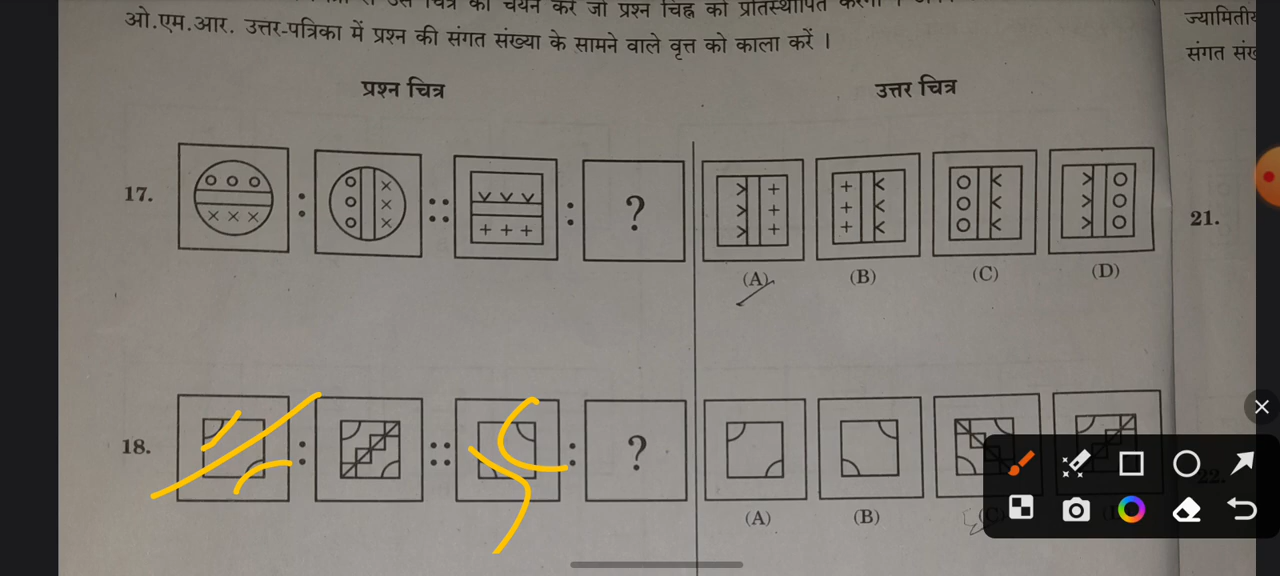 चित्र का चयन करें जो प्रश्न चिह्न को प्रतिस्थापित
ओ.एम.आर. उत्तर-पत्रिका में प्रश्न की संगत संख्या के सामने वाले वृत्त को काला करें ।
ज्यामितीय
संगत
प्रश्न चित्र
उत्तर चित्र
17.
: :: : ?
(A) (B) (C) (D)
21.
18.
: :: : ?
(A) (B) (C)
22.